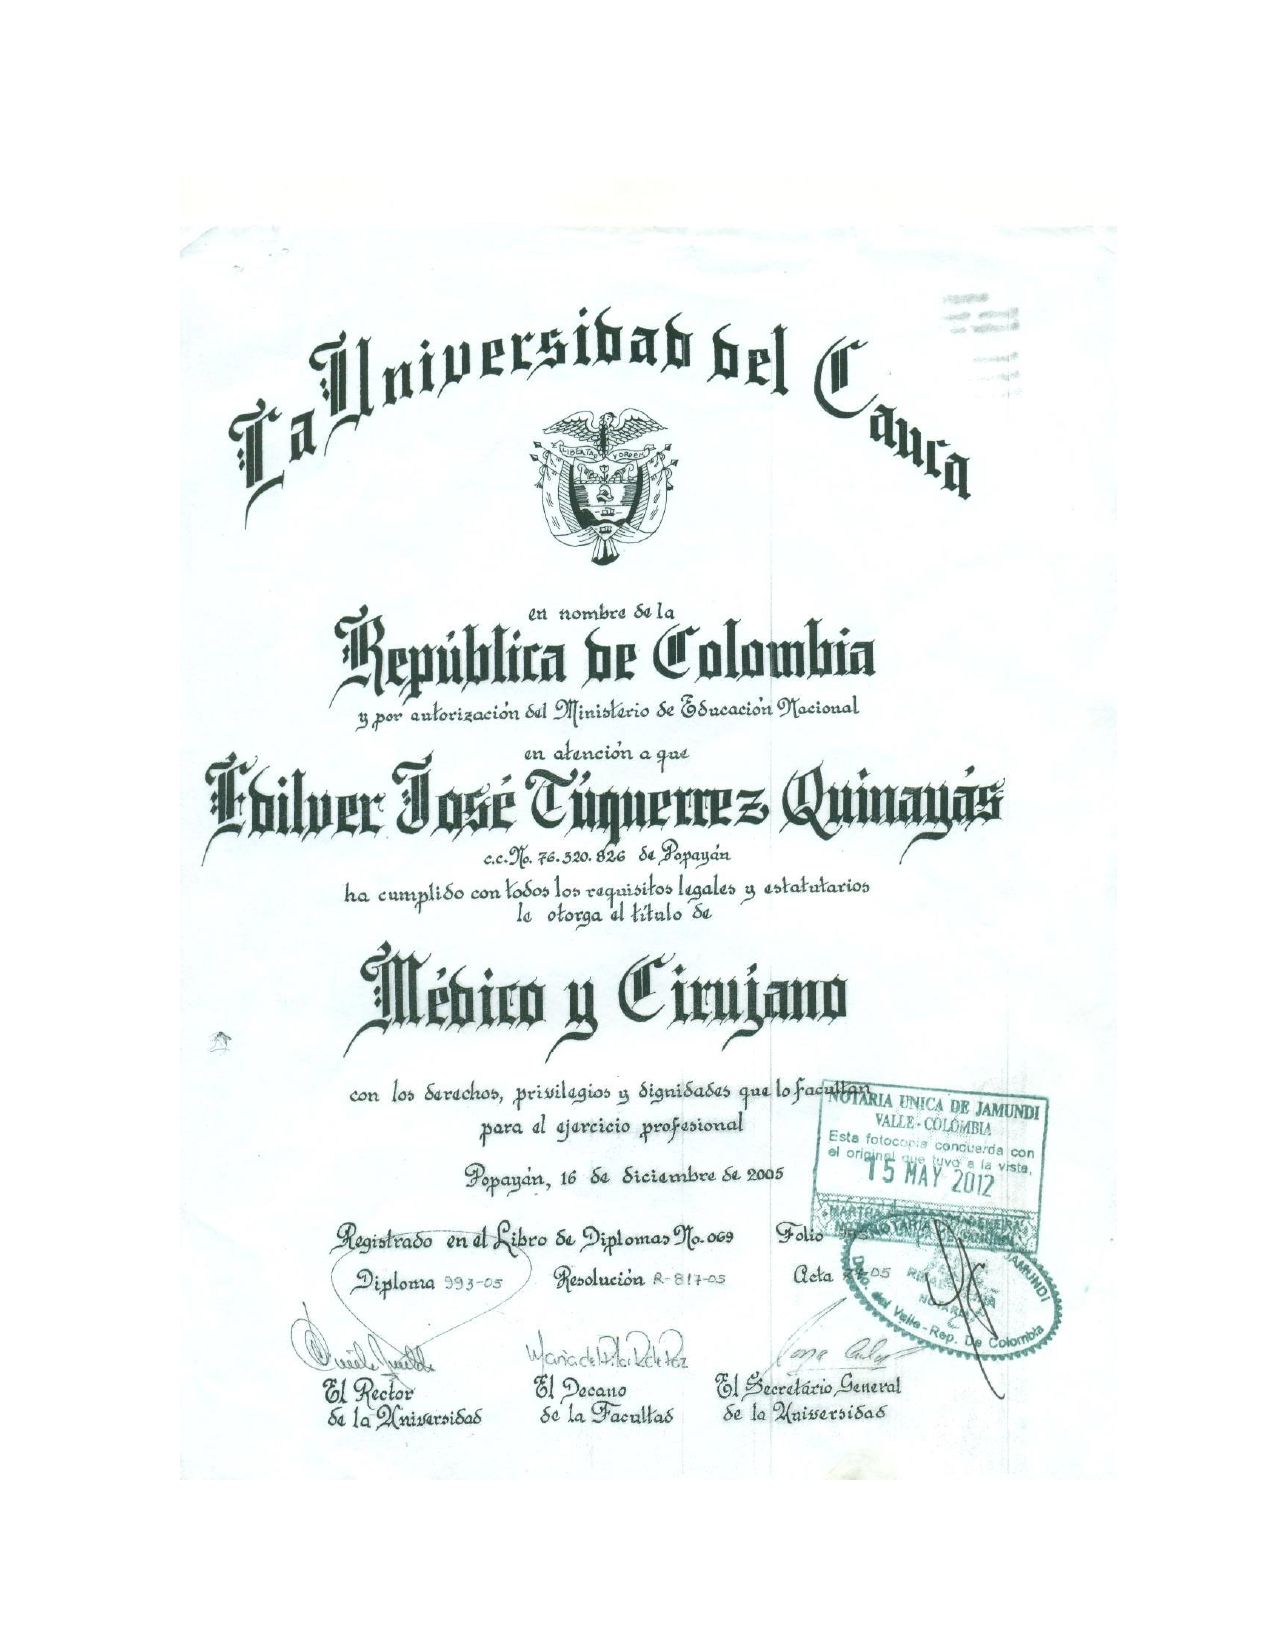 La Universidad del Cauca
LIBERTAD Y ORDEN
en nombre de la
República de Colombia
y por autorización del Ministerio de Educación Nacional
en atención a que
Edilver José Túquerrez Quinayás
c.c.No. 76.320.826 de Popayán
ha cumplido con todos los requisitos legales y estatutarios
le otorga el título de
Médico y Cirujano
con los derechos, privilegios y dignidades que lo facultan
para el ejercicio profesional
Popayán, 16 de diciembre de 2005
Registrado en el Libro de Diplomas No. 069 Folio
Diploma 993-05 Resolución R-817-05 Acta
El Rector
de la Universidad
El Decano
de la Facultad
El Secretario General
de la Universidad
NOTARIA UNICA DE JAMUNDI
VALLE - COLOMBIA
Esta fotocopia concuerda con
el original que tuvo a la vista.
15 MAY 2012
JAMUNDI
Dpto. del Valle - Rep. De Colombia